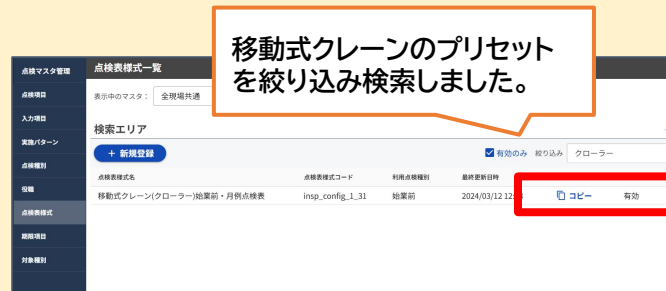 移動式クレーンのプリセット
を絞り込み検索しました。
点検マスタ管理
点検項目
入力項目
実施パターン
点検種別
役職
点検表様式
期限項目
対象種別
点検表様式一覧
表示中のマスタ： 全現場共通
検索エリア
＋ 新規登録
有効のみ 絞り込み クローラー
点検表様式名 点検表様式コード 利用点検種別 最終更新日時
移動式クレーン(クローラー)始業前・月例点検表 insp_config_1_31 始業前 2024/03/12 コピー 有効